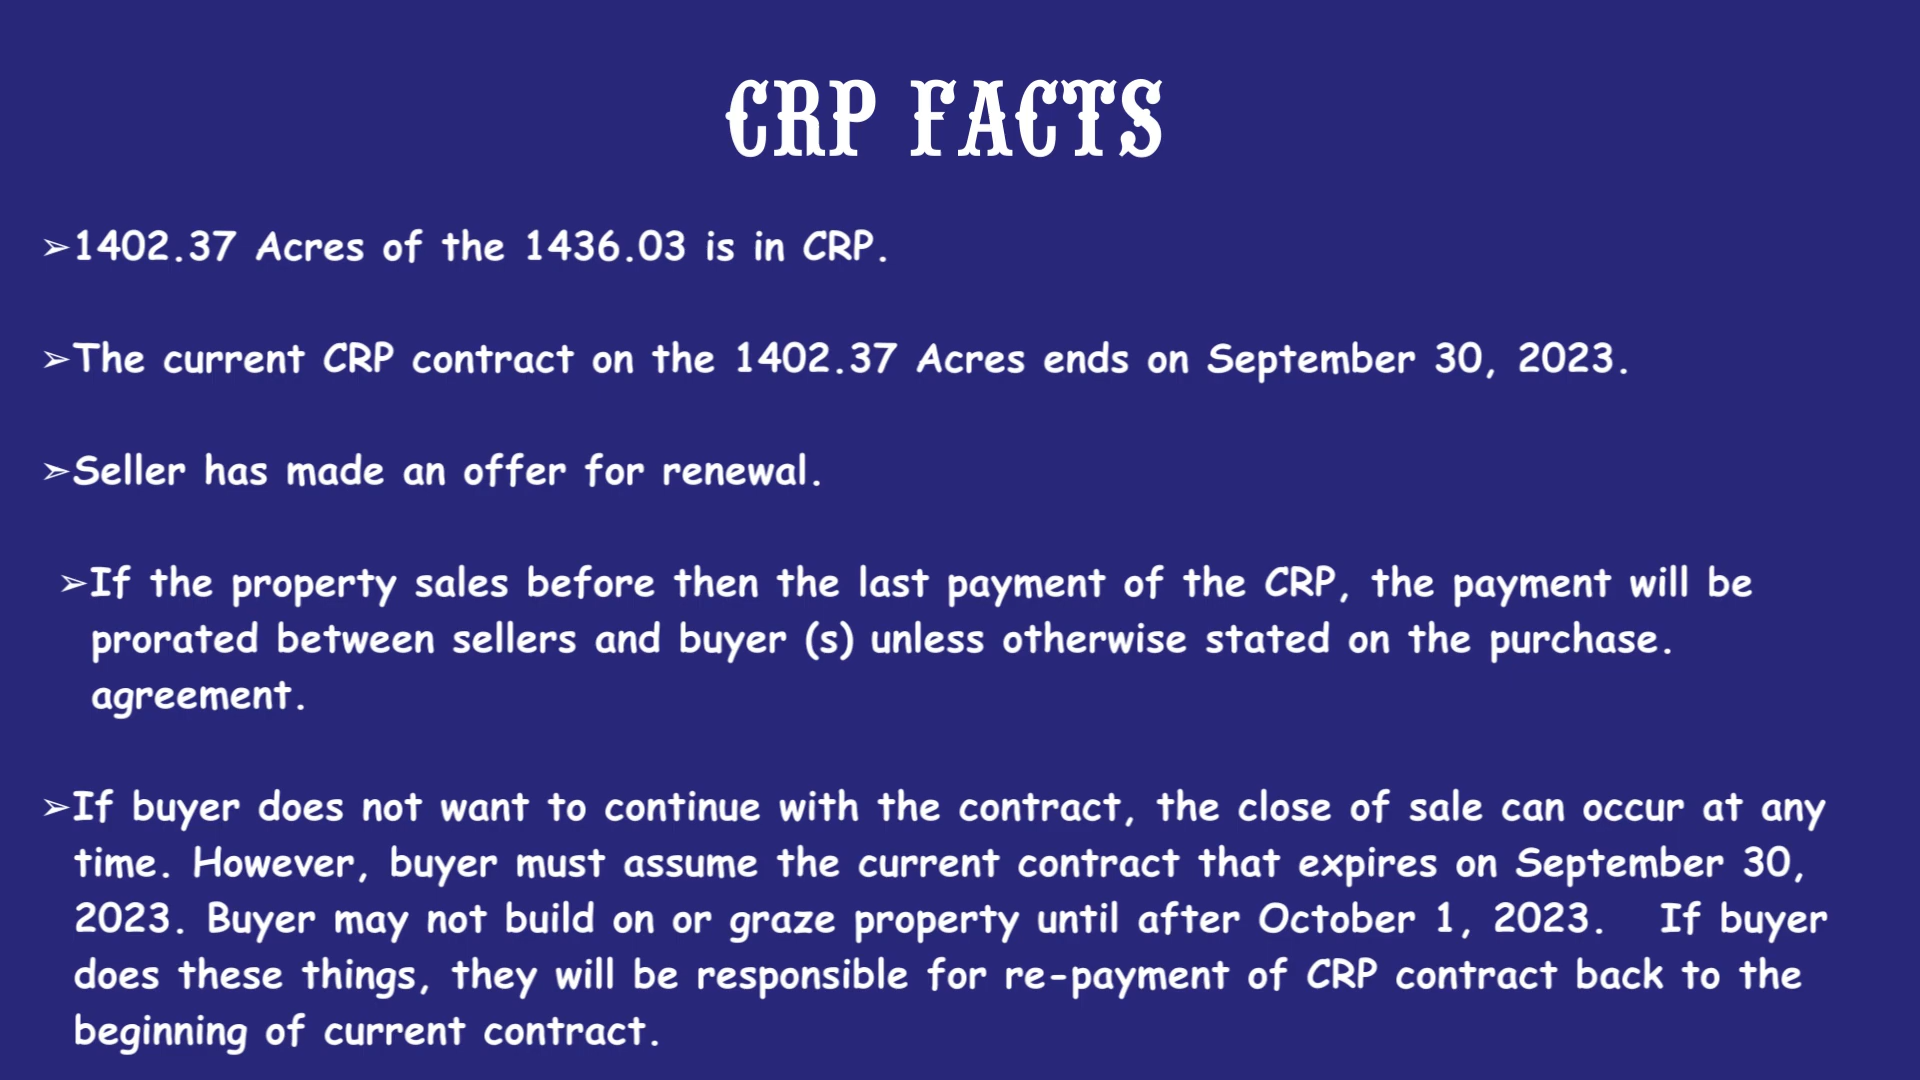 CRP FACTS
➢1402.37 Acres of the 1436.03 is in CRP.
➢The current CRP contract on the 1402.37 Acres ends on September 30, 2023.
➢Seller has made an offer for renewal.
➢If the property sales before then the last payment of the CRP, the payment will be
prorated between sellers and buyer (s) unless otherwise stated on the purchase.
agreement.
➢If buyer does not want to continue with the contract, the close of sale can occur at any
time. However, buyer must assume the current contract that expires on September 30,
2023. Buyer may not build on or graze property until after October 1, 2023. If buyer
does these things, they will be responsible for re-payment of CRP contract back to the
beginning of current contract.